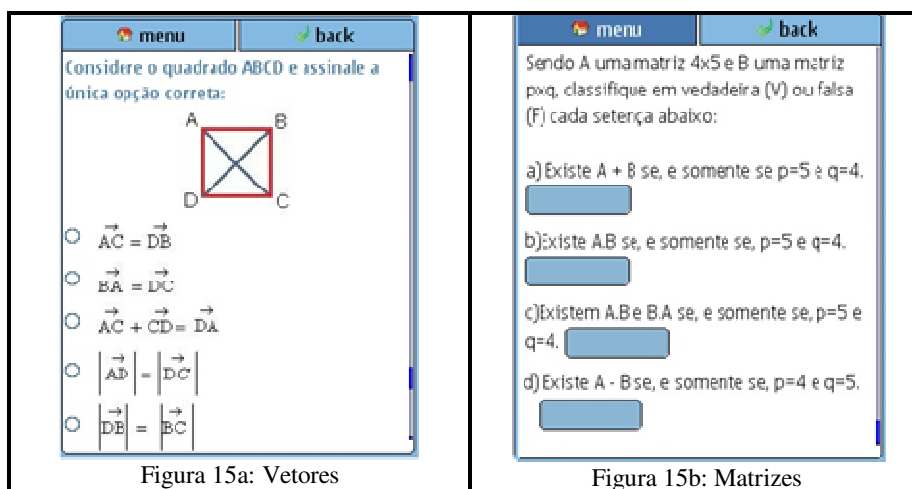 menu
back
Considere o quadrado ABCD e assinale a
única opção correta:
A
B
D
C
AC = DB
BA = DC
AC + CD = DA
|AD| = |DC|
|DB| = |BC|
Figura 15a: Vetores
menu
back
Sendo A uma matriz 4x5 e B uma matriz
pxq, classifique em vedadeira (V) ou falsa
(F) cada setença abaixo:
a) Existe A + B se, e somente se p=5 e q=4.
b) Existe A.B se, e somente se, p=5 e q=4.
c) Existem A.B e B.A se, e somente se, p=5 e
q=4.
d) Existe A - B se, e somente se, p=4 e q=5.
Figura 15b: Matrizes